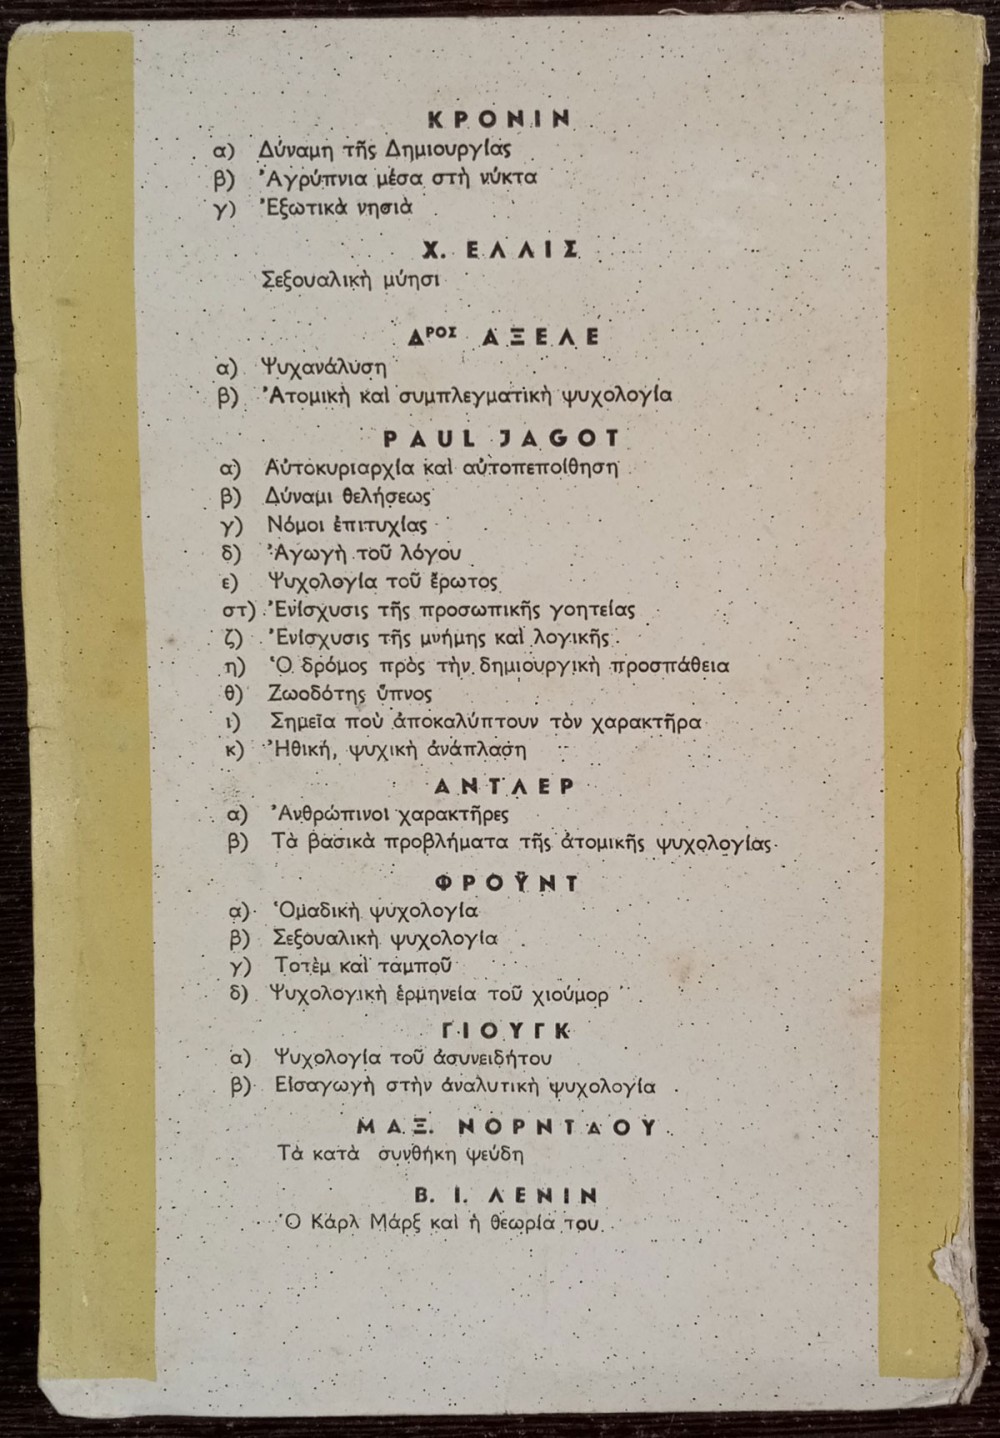 ΚΡΟΝΙΝ
α) Δύναμη τῆς Δημιουργίας
β) Ἀγρύπνια μέσα στὴ νύκτα
γ) Ἐξωτικὰ νησιὰ
Χ. ΕΛΛΙΣ
Σεξουαλικὴ μύησι
ΔΡΟΣ ΑΞΕΛΕ
α) Ψυχανάλυση
β) Ἀτομικὴ καὶ συμπλεγματικὴ ψυχολογία
PAUL JAGOT
α) Αὐτοκυριαρχία καὶ αὐτοπεποίθηση
β) Δύναμι θελήσεως
γ) Νόμοι ἐπιτυχίας
δ) Ἀγωγὴ τοῦ λόγου
ε) Ψυχολογία τοῦ ἔρωτος
στ) Ἐνίσχυσις τῆς προσωπικῆς γοητείας
ζ) Ἐνίσχυσις τῆς μνήμης καὶ λογικῆς
η) Ὁ δρόμος πρὸς τὴν δημιουργικὴ προσπάθεια
θ) Ζωοδότης ὕπνος
ι) Σημεῖα ποὺ ἀποκαλύπτουν τὸν χαρακτῆρα
κ) Ἠθική, ψυχικὴ ἀνάπλαση
ΑΝΤΛΕΡ
α) Ἀνθρώπινοι χαρακτῆρες
β) Τὰ βασικὰ προβλήματα τῆς ἀτομικῆς ψυχολογίας
ΦΡΟΫΝΤ
α) Ὁμαδικὴ ψυχολογία
β) Σεξουαλικὴ ψυχολογία
γ) Τοτὲμ καὶ ταμποῦ
δ) Ψυχολογικὴ ἑρμηνεία τοῦ χιούμορ
ΓΙΟΥΓΚ
α) Ψυχολογία τοῦ ἀσυνειδήτου
β) Εἰσαγωγὴ στὴν ἀναλυτικὴ ψυχολογία
ΜΑΞ. ΝΟΡΝΤΑΟΥ
Τὰ κατὰ συνθήκη ψεύδη
Β. Ι. ΛΕΝΙΝ
Ὁ Κάρλ Μάρξ καὶ ἡ θεωρία του